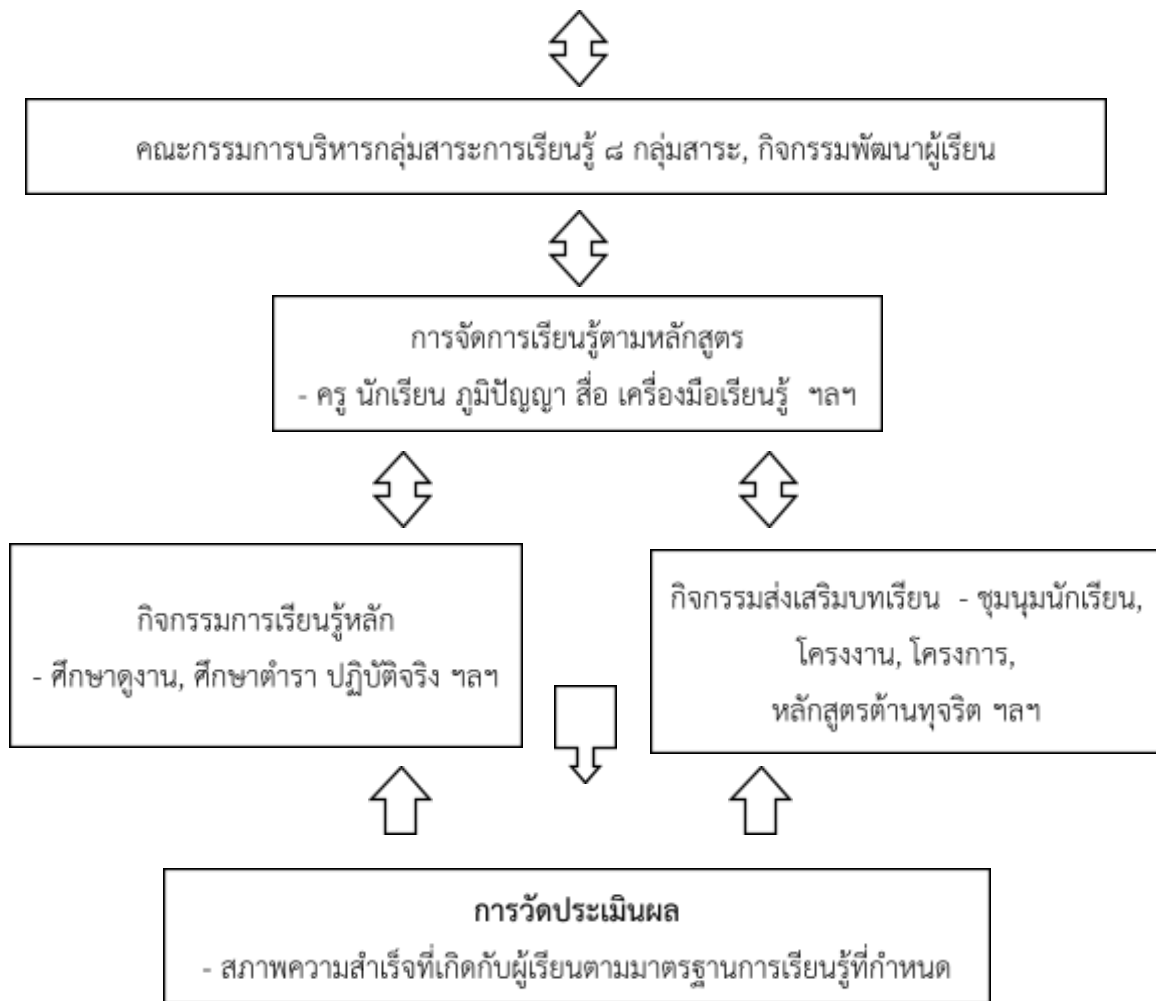 คณะกรรมการบริหารกลุ่มสาระการเรียนรู้ ๘ กลุ่มสาระ, กิจกรรมพัฒนาผู้เรียน
การจัดการเรียนรู้ตามหลักสูตร
- ครู นักเรียน ภูมิปัญญา สื่อ เครื่องมือเรียนรู้ ฯลฯ
กิจกรรมการเรียนรู้หลัก
- ศึกษาดูงาน, ศึกษาตำรา ปฏิบัติจริง ฯลฯ
กิจกรรมส่งเสริมบทเรียน - ชุมนุมนักเรียน,
โครงงาน, โครงการ,
หลักสูตรต้านทุจริต ฯลฯ
การวัดประเมินผล
- สภาพความสำเร็จที่เกิดกับผู้เรียนตามมาตรฐานการเรียนรู้ที่กำหนด